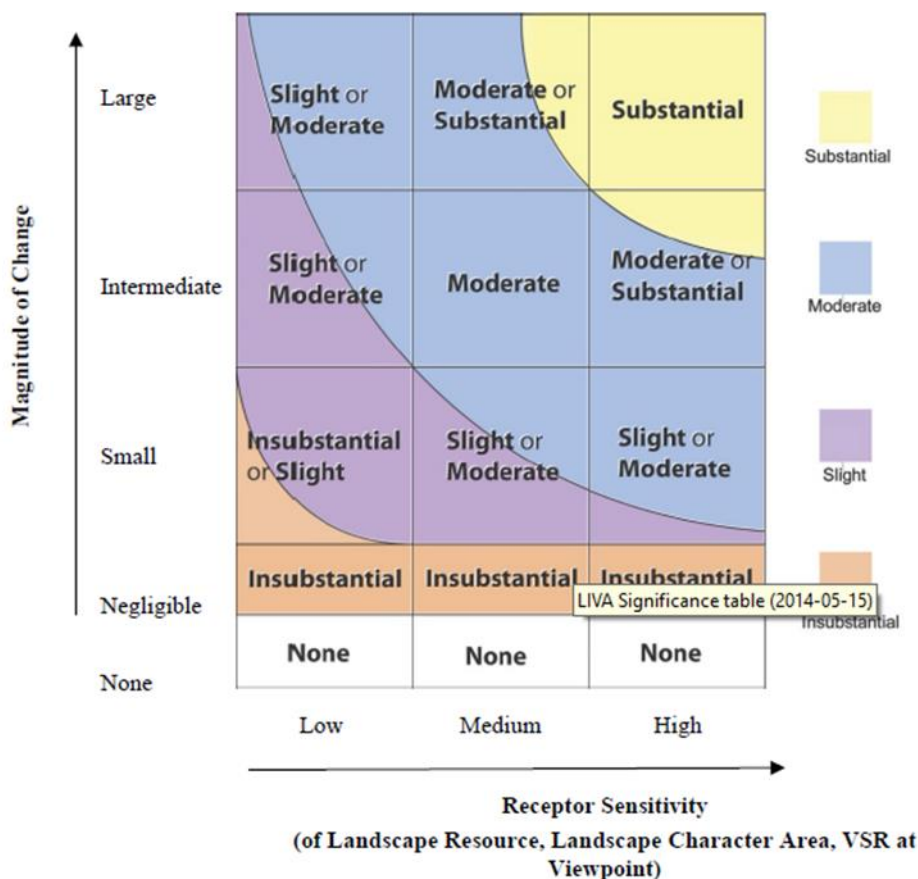 Magnitude of Change
Large
Slight or
Moderate
Moderate or
Substantial
Substantial
Intermediate
Slight or
Moderate
Moderate
Moderate or
Substantial
Small
Insubstantial
or Slight
Slight or
Moderate
Slight or
Moderate
Negligible
Insubstantial
Insubstantial
Insubstantial
LIVA Significance table (2014-05-15)
None
None
None
None
Low
Medium
High
Substantial
Moderate
Slight
Insubstantial
Receptor Sensitivity
(of Landscape Resource, Landscape Character Area, VSR at
Viewpoint)